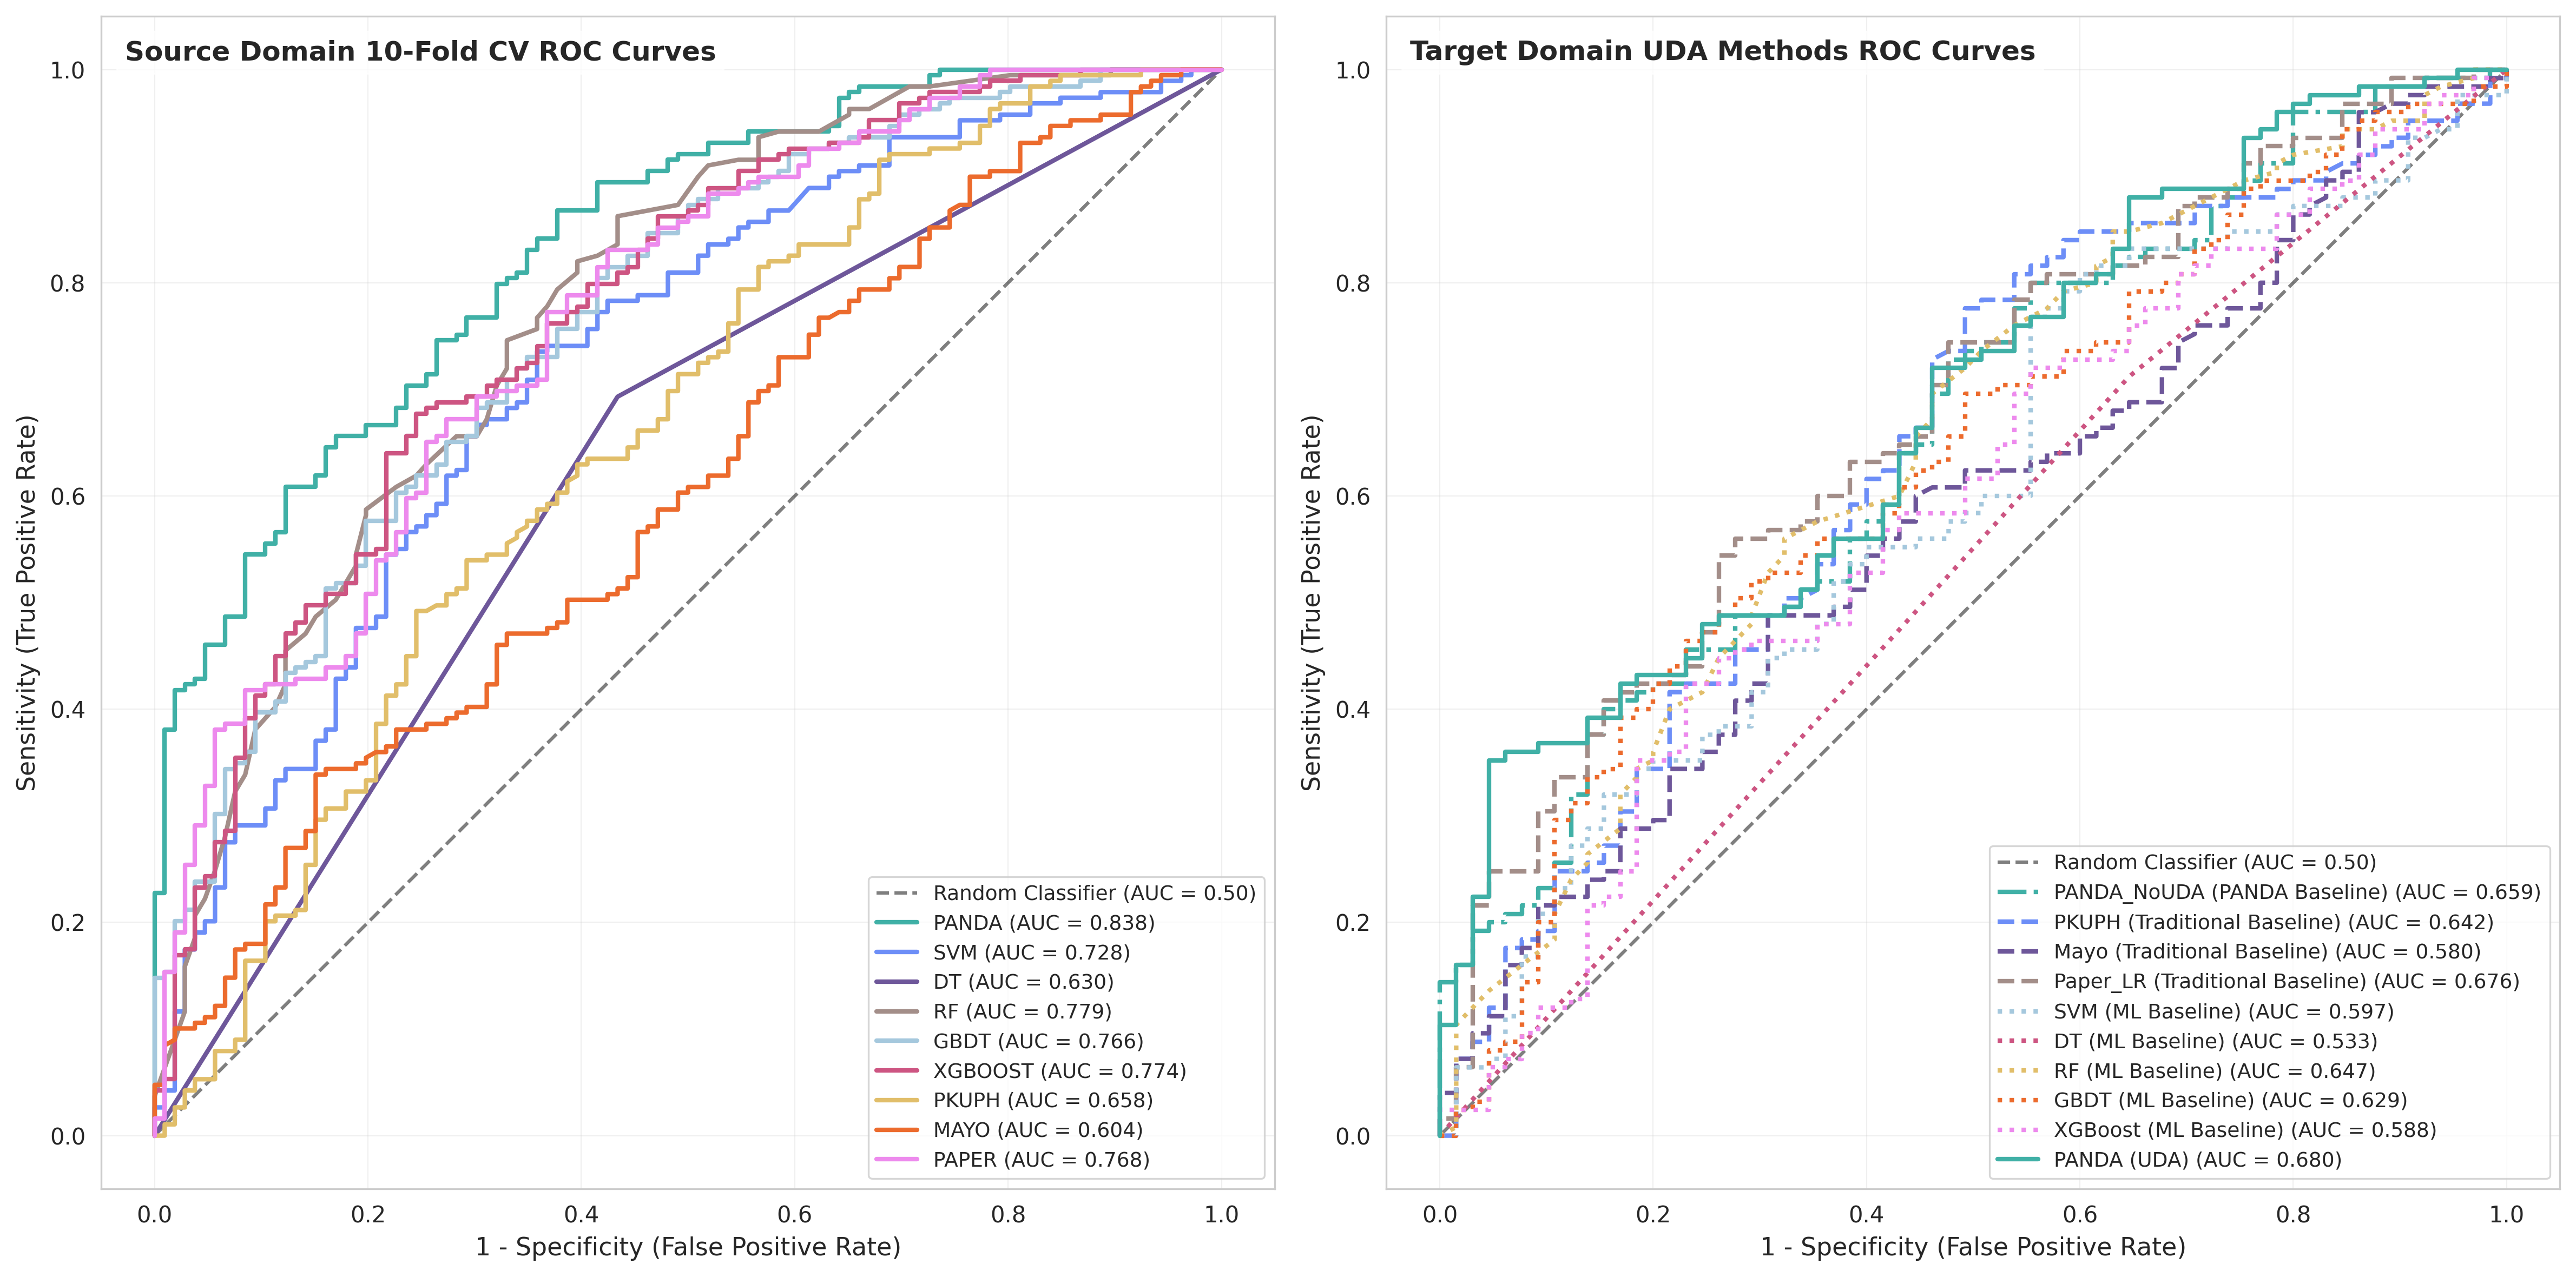 Source Domain 10-Fold CV ROC Curves
Sensitivity (True Positive Rate)
1.0
0.8
0.6
0.4
0.2
0.0
0.0 0.2 0.4 0.6 0.8 1.0
1 - Specificity (False Positive Rate)
Random Classifier (AUC = 0.50)
PANDA (AUC = 0.838)
SVM (AUC = 0.728)
DT (AUC = 0.630)
RF (AUC = 0.779)
GBDT (AUC = 0.766)
XGBOOST (AUC = 0.774)
PKUPH (AUC = 0.658)
MAYO (AUC = 0.604)
PAPER (AUC = 0.768)
Target Domain UDA Methods ROC Curves
Sensitivity (True Positive Rate)
1.0
0.8
0.6
0.4
0.2
0.0
0.0 0.2 0.4 0.6 0.8 1.0
1 - Specificity (False Positive Rate)
Random Classifier (AUC = 0.50)
PANDA_NoUDA (PANDA Baseline) (AUC = 0.659)
PKUPH (Traditional Baseline) (AUC = 0.642)
Mayo (Traditional Baseline) (AUC = 0.580)
Paper_LR (Traditional Baseline) (AUC = 0.676)
SVM (ML Baseline) (AUC = 0.597)
DT (ML Baseline) (AUC = 0.533)
RF (ML Baseline) (AUC = 0.647)
GBDT (ML Baseline) (AUC = 0.629)
XGBoost (ML Baseline) (AUC = 0.588)
PANDA (UDA) (AUC = 0.680)